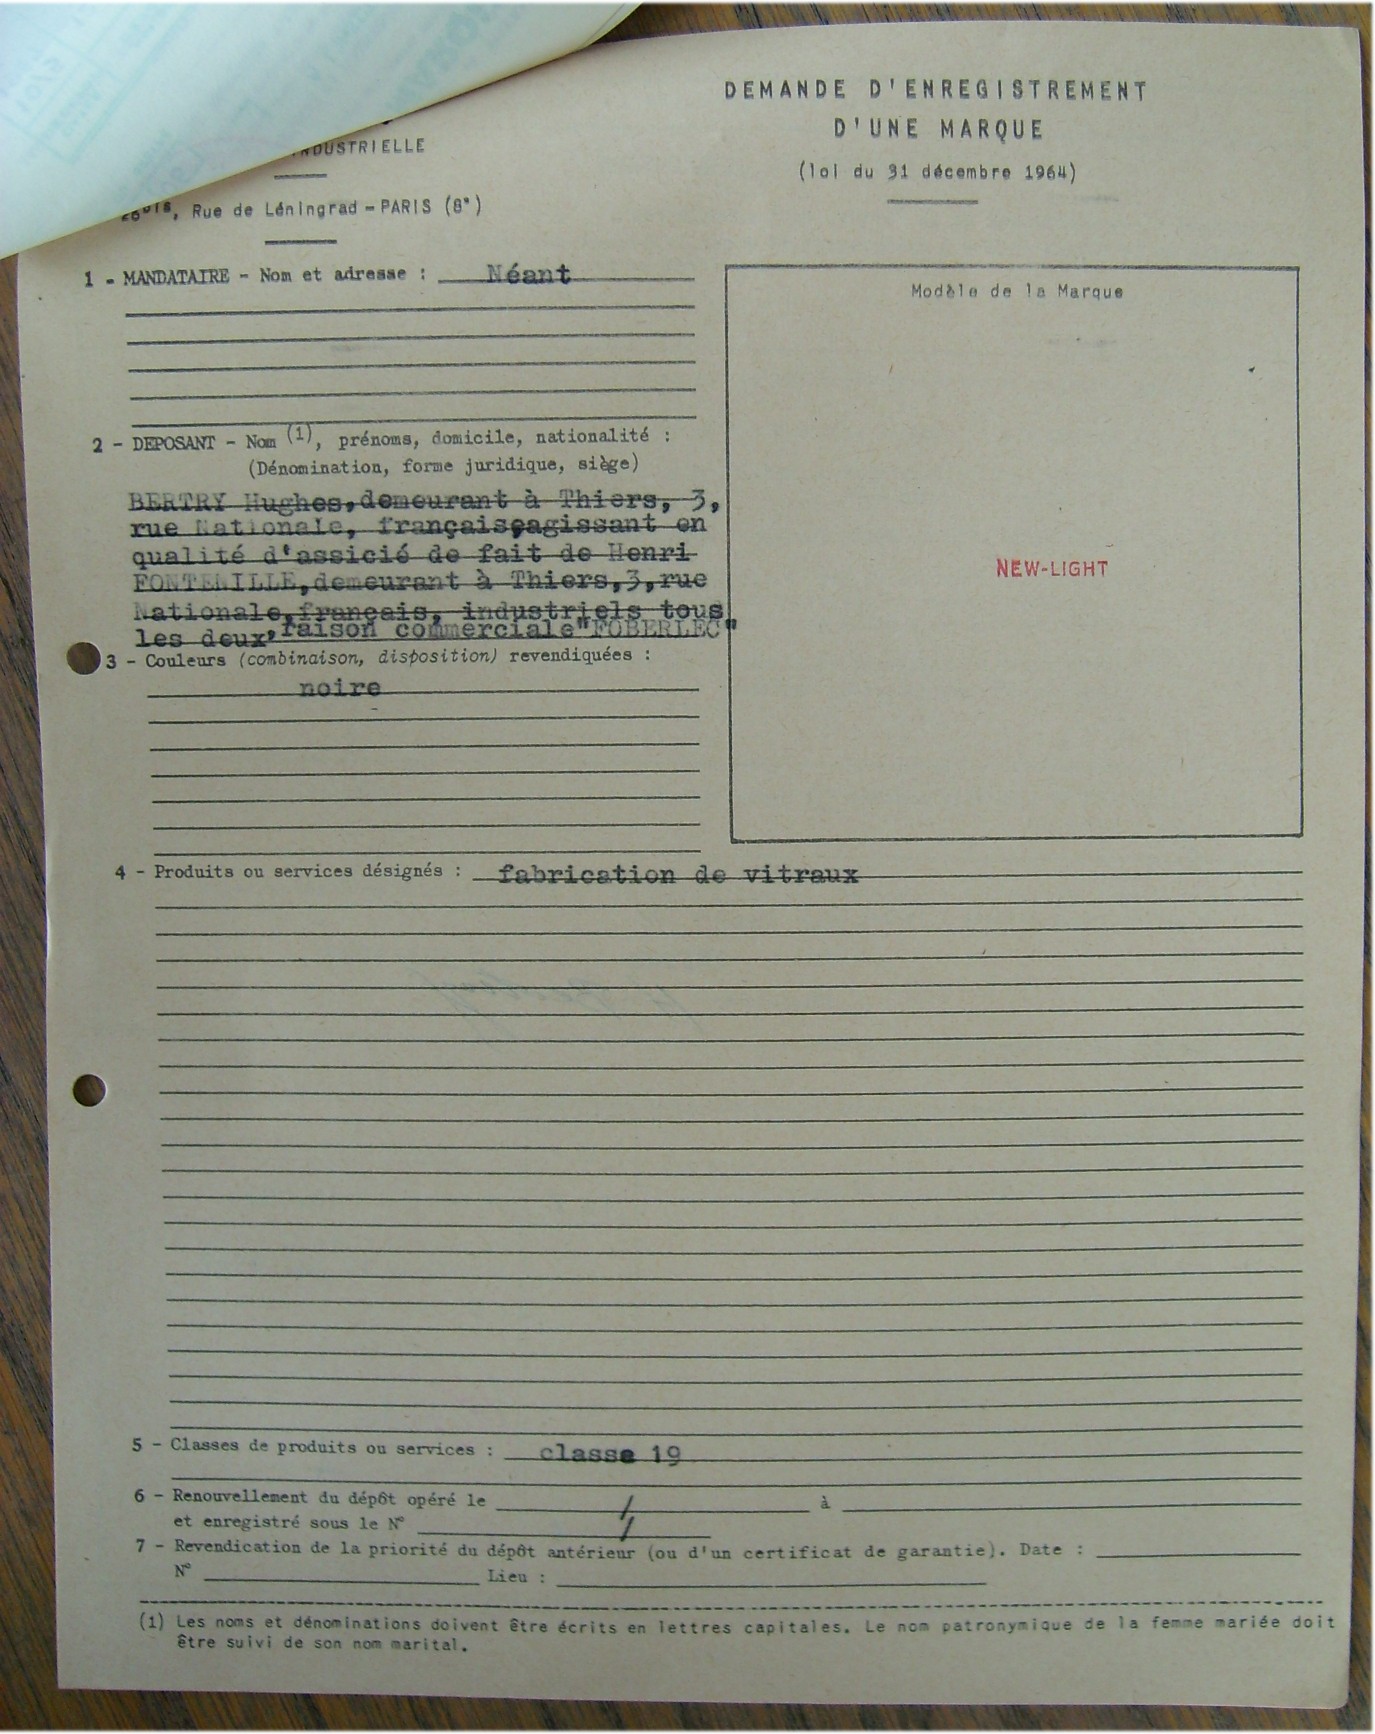 DEMANDE D'ENREGISTREMENT
D'UNE MARQUE
(loi du 31 décembre 1964)
INDUSTRIELLE
28bis, Rue de Léningrad - PARIS (8e)
1 - MANDATAIRE - Nom et adresse : Néant
Modèle de la Marque
NEW-LIGHT
2 - DEPOSANT - Nom (1), prénoms, domicile, nationalité :
(Dénomination, forme juridique, siège)
BERTRY Hughes, demeurant à Thiers, 3,
rue Nationale, français, agissant en
qualité d'assicié de fait de Henri
FONTENILLE, demeurant à Thiers, 3, rue
Nationale, français, industriels tous
les deux, raison commerciale "FOBERLEC"
3 - Couleurs (combinaison, disposition) revendiquées :
noire
4 - Produits ou services désignés : fabrication de vitraux
5 - Classes de produits ou services : classe 19
6 - Renouvellement du dépôt opéré le / à
et enregistré sous le N° /
7 - Revendication de la priorité du dépôt antérieur (ou d'un certificat de garantie). Date :
N° Lieu :
(1) Les noms et dénominations doivent être écrits en lettres capitales. Le nom patronymique de la femme mariée doit
être suivi de son nom marital.